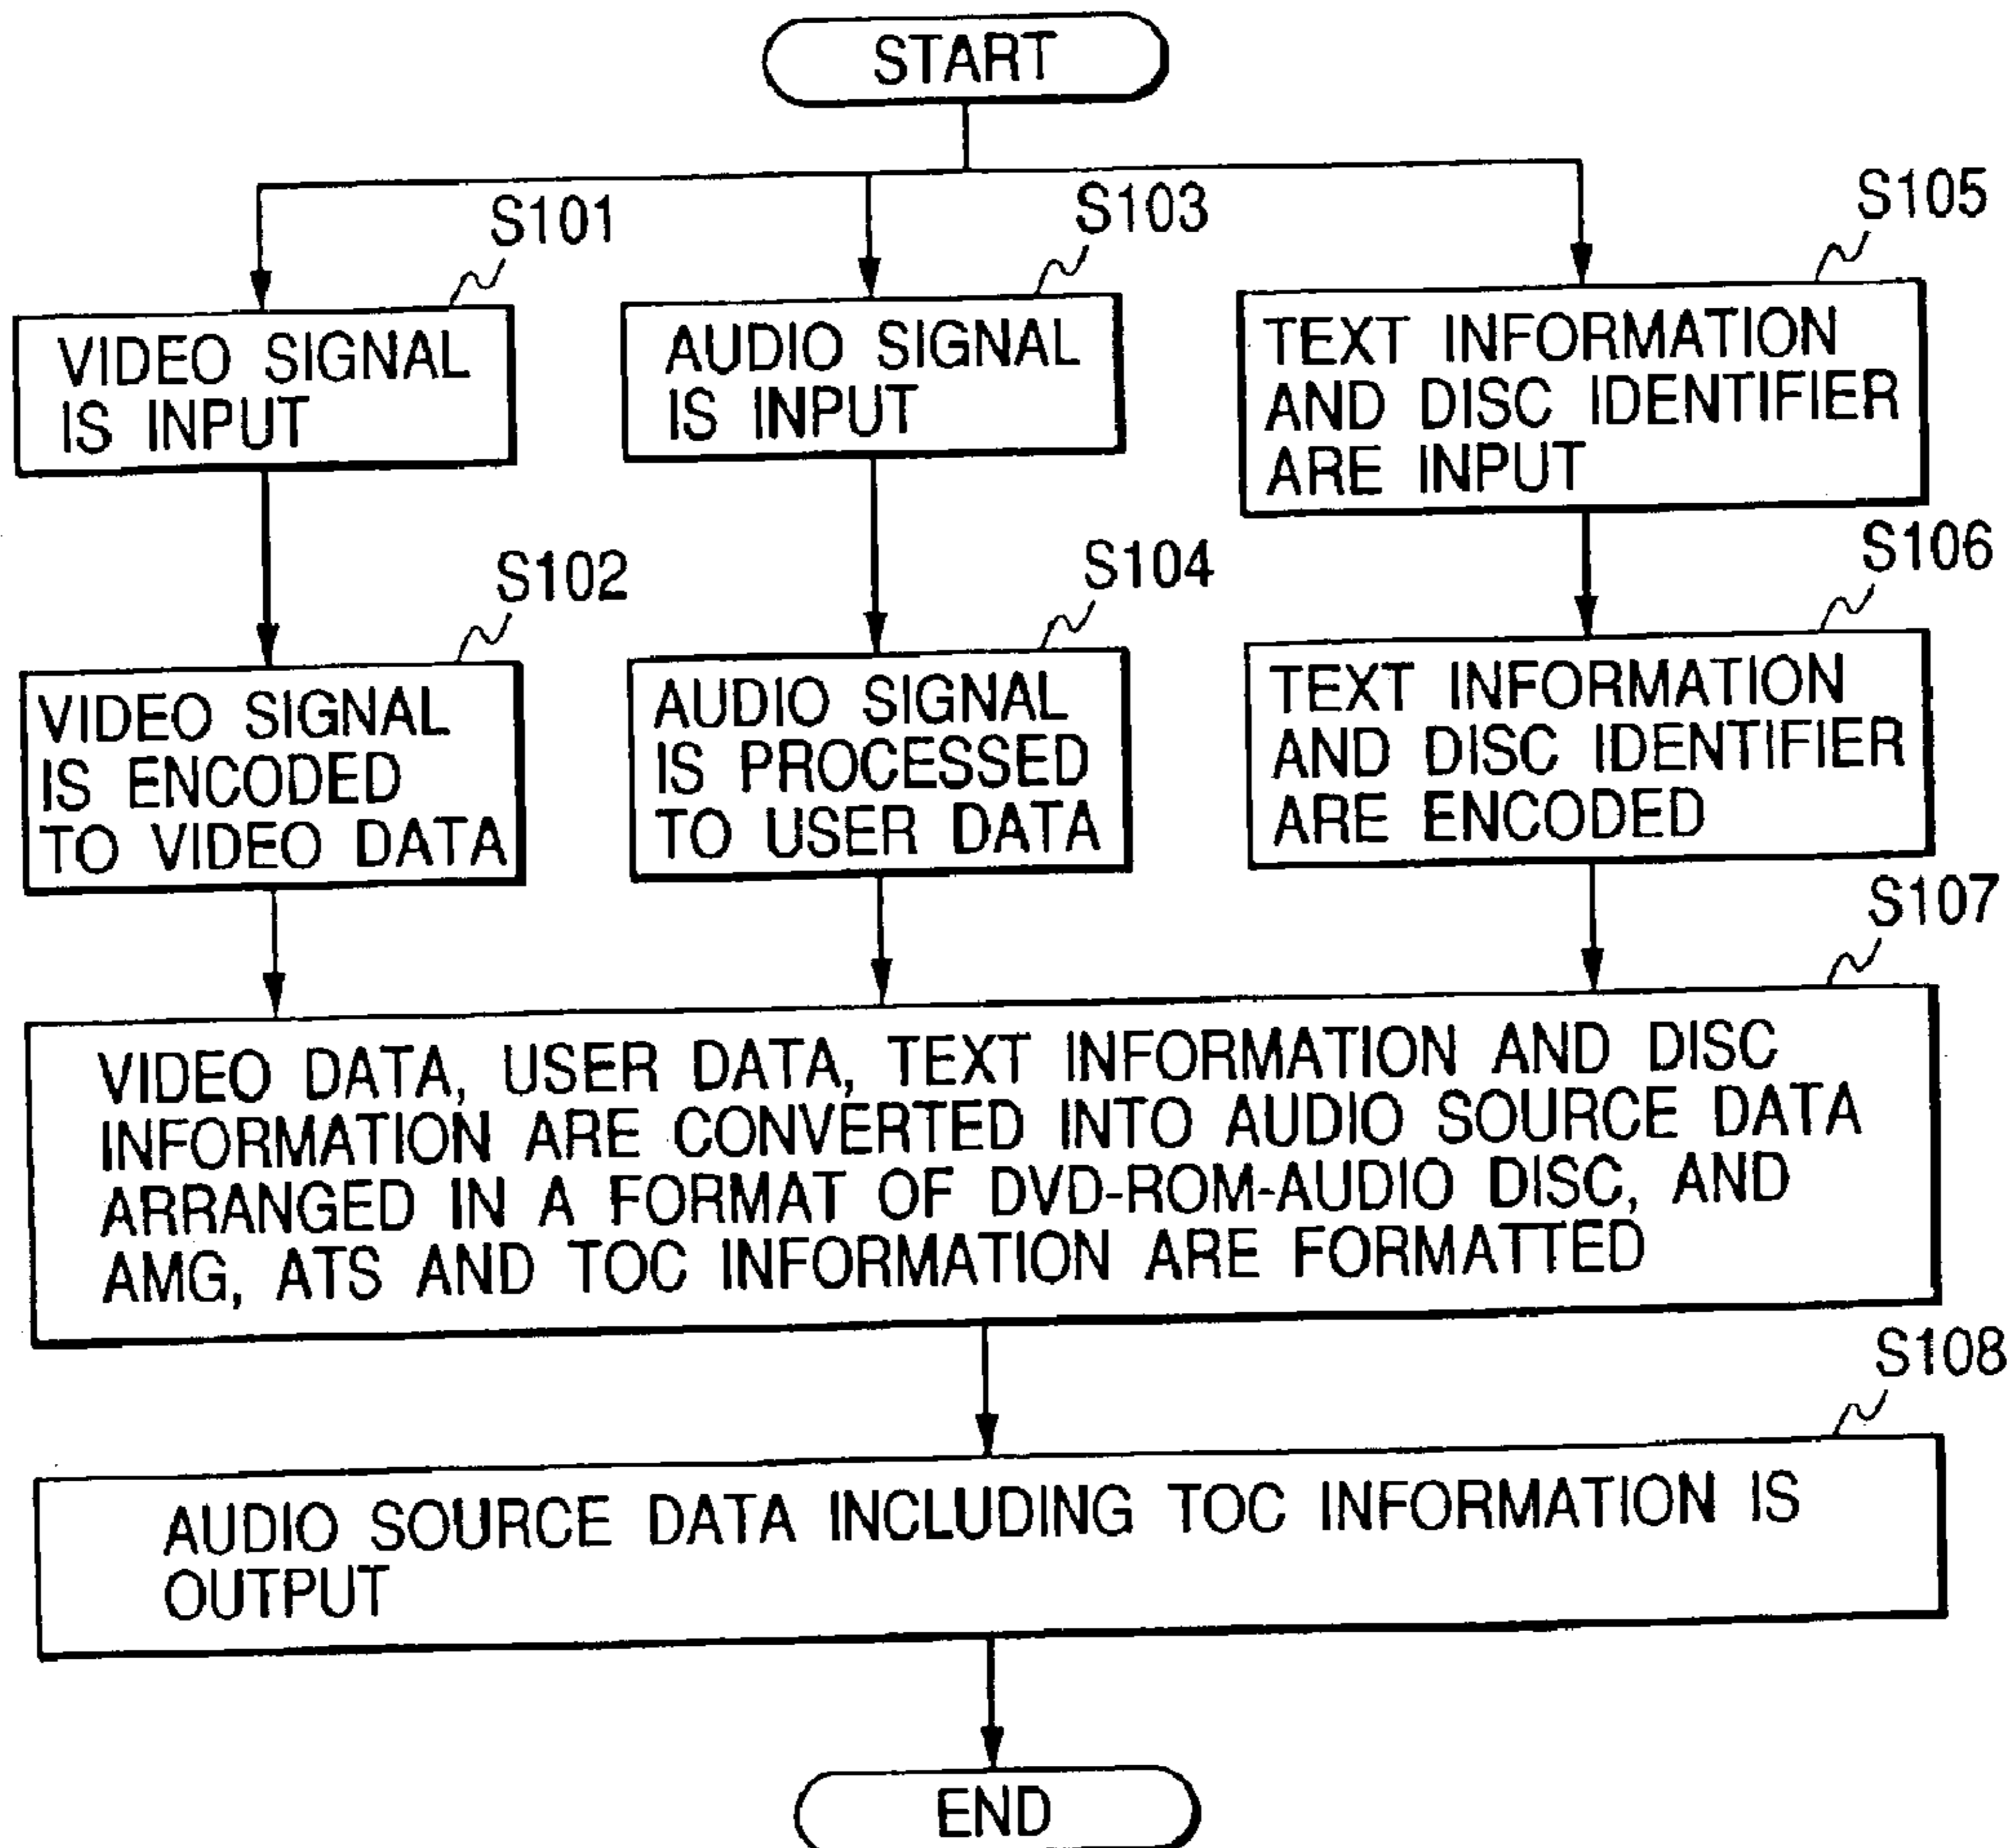 START
S101
S103
S105
VIDEO SIGNAL
IS INPUT
AUDIO SIGNAL
IS INPUT
TEXT INFORMATION
AND DISC IDENTIFIER
ARE INPUT
S102
S104
S106
VIDEO SIGNAL
IS ENCODED
TO VIDEO DATA
AUDIO SIGNAL
IS PROCESSED
TO USER DATA
TEXT INFORMATION
AND DISC IDENTIFIER
ARE ENCODED
S107
VIDEO DATA, USER DATA, TEXT INFORMATION AND DISC
INFORMATION ARE CONVERTED INTO AUDIO SOURCE DATA
ARRANGED IN A FORMAT OF DVD-ROM-AUDIO DISC, AND
AMG, ATS AND TOC INFORMATION ARE FORMATTED
S108
AUDIO SOURCE DATA INCLUDING TOC INFORMATION IS
OUTPUT
END